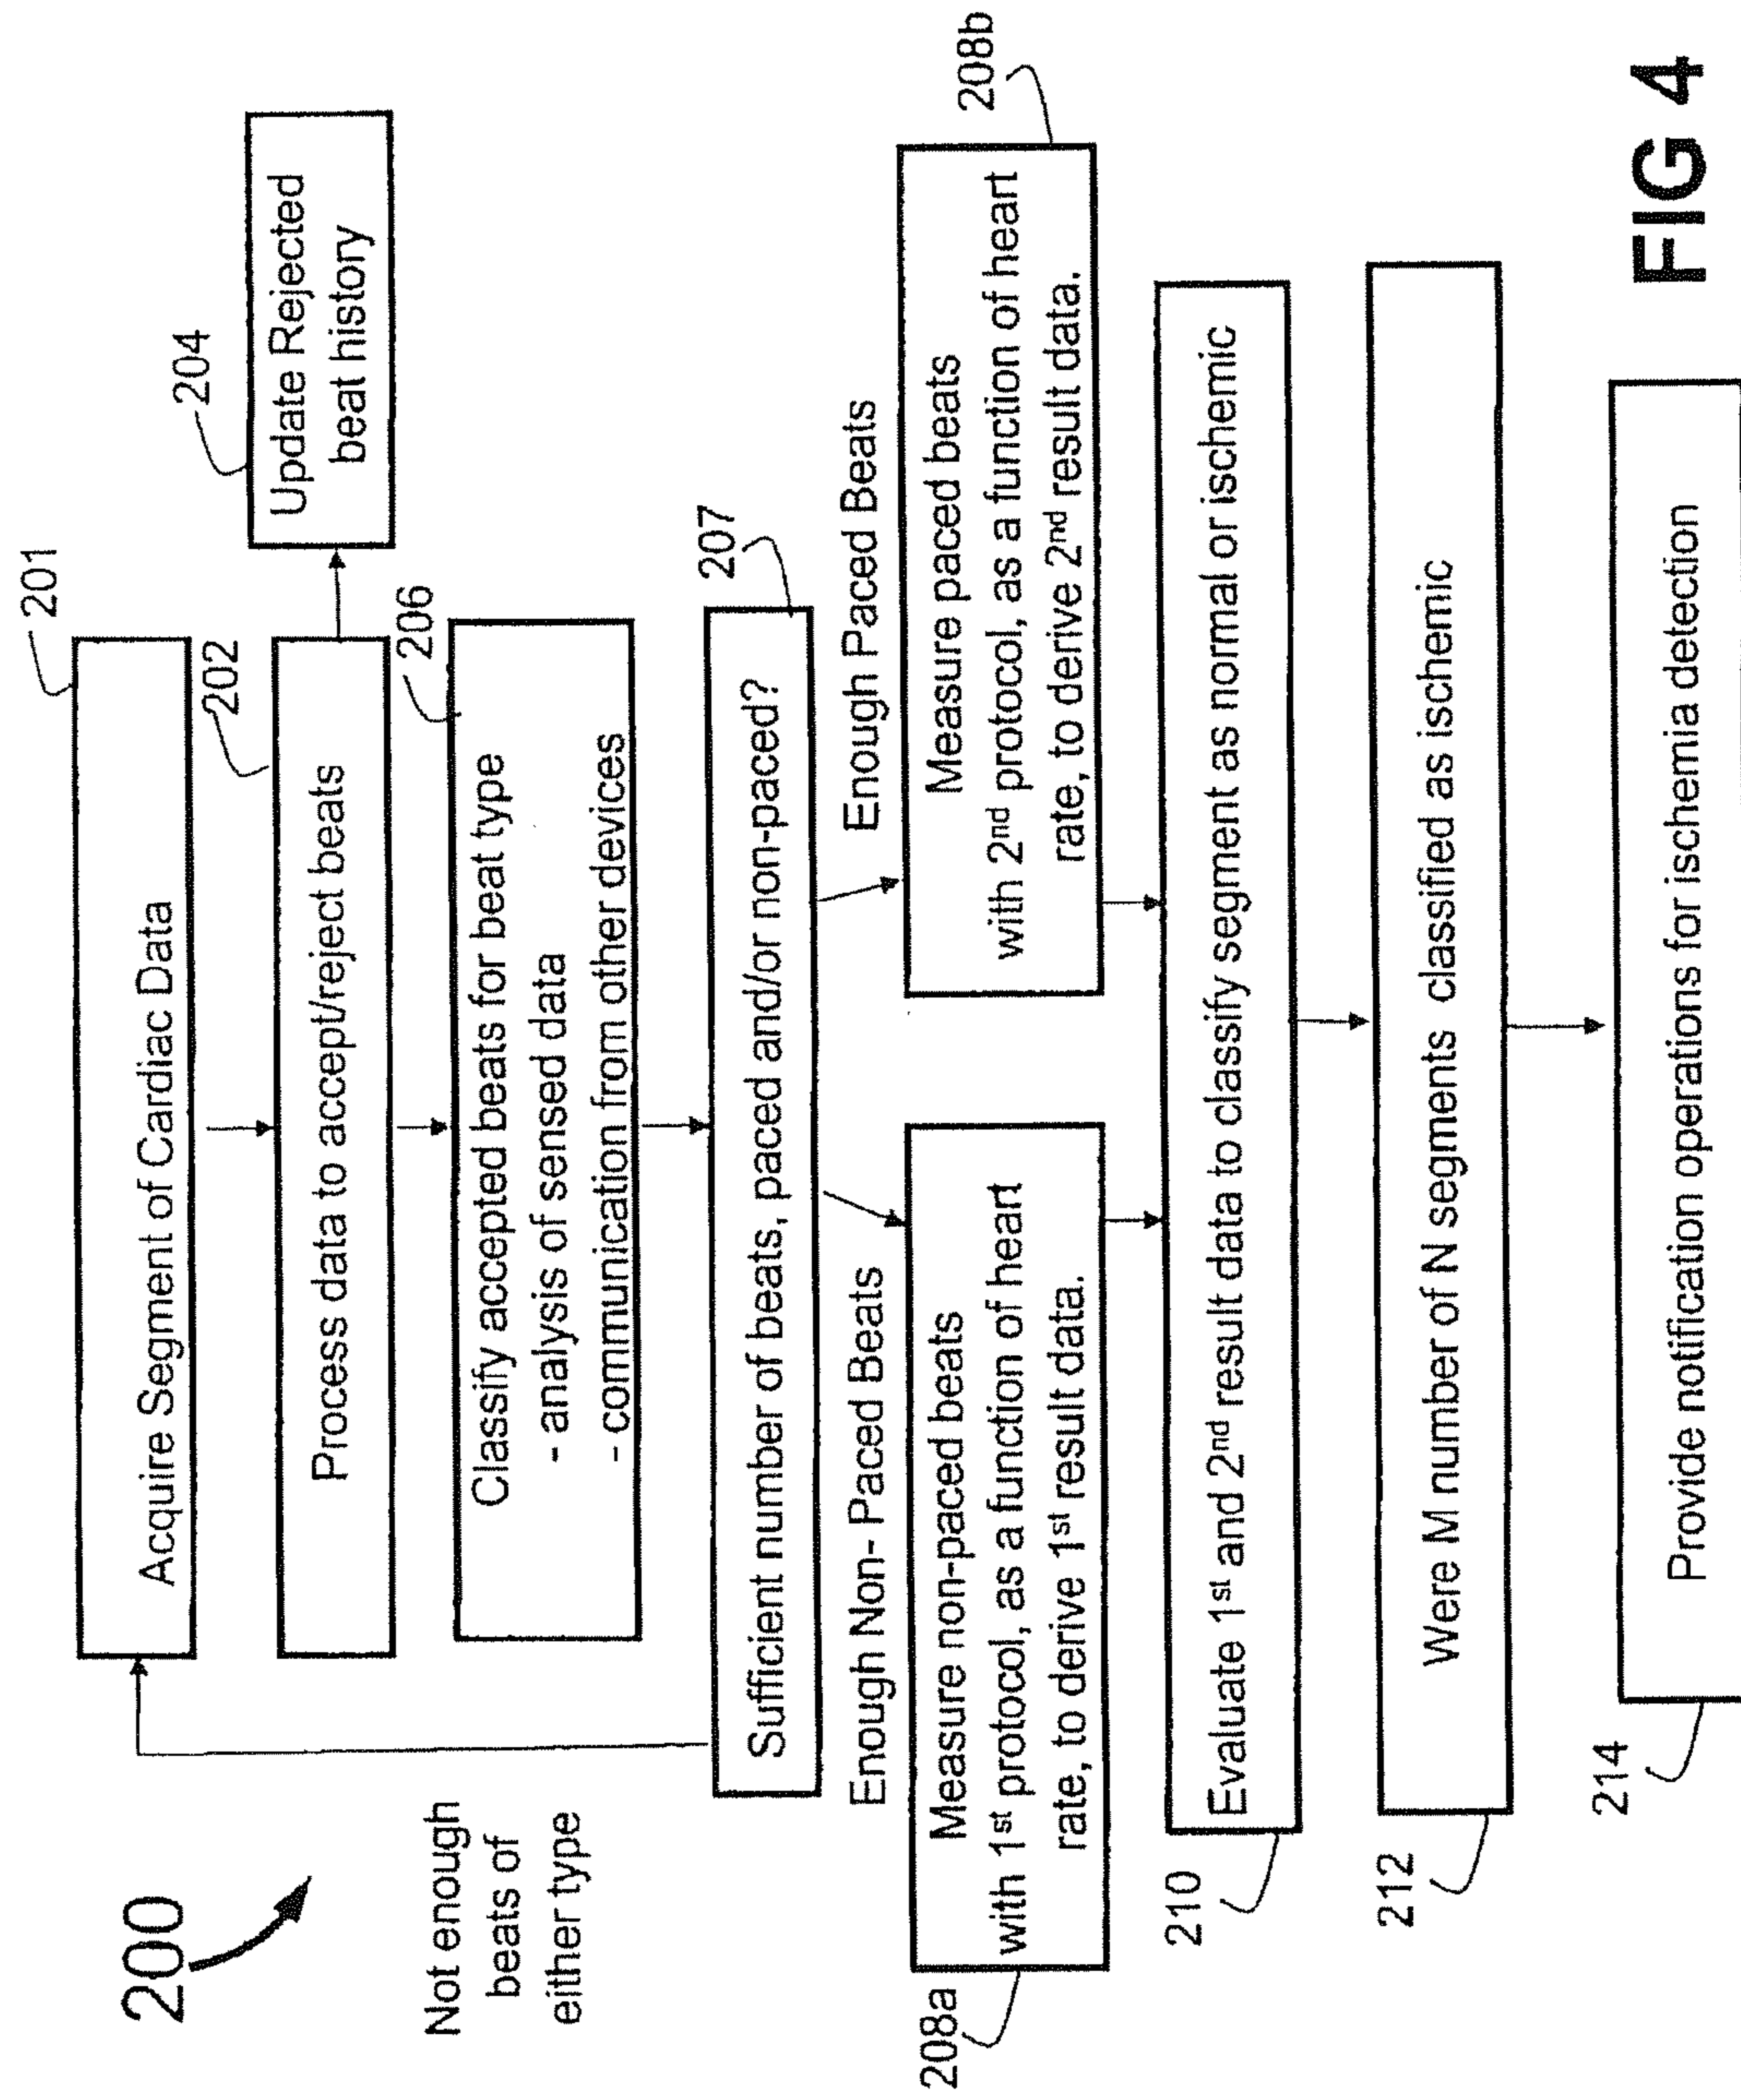 200
201
Acquire Segment of Cardiac Data
202
Process data to accept/reject beats
204
Update Rejected
beat history
206
Classify accepted beats for beat type
- analysis of sensed data
- communication from other devices
Not enough
beats of
either type
207
Sufficient number of beats, paced and/or non-paced?
Enough Non- Paced Beats
Enough Paced Beats
208a
Measure non-paced beats
with 1st protocol, as a function of heart
rate, to derive 1st result data.
208b
Measure paced beats
with 2nd protocol, as a function of heart
rate, to derive 2nd result data.
210
Evaluate 1st and 2nd result data to classify segment as normal or ischemic
212
Were M number of N segments classified as ischemic
214
Provide notification operations for ischemia detection
FIG 4